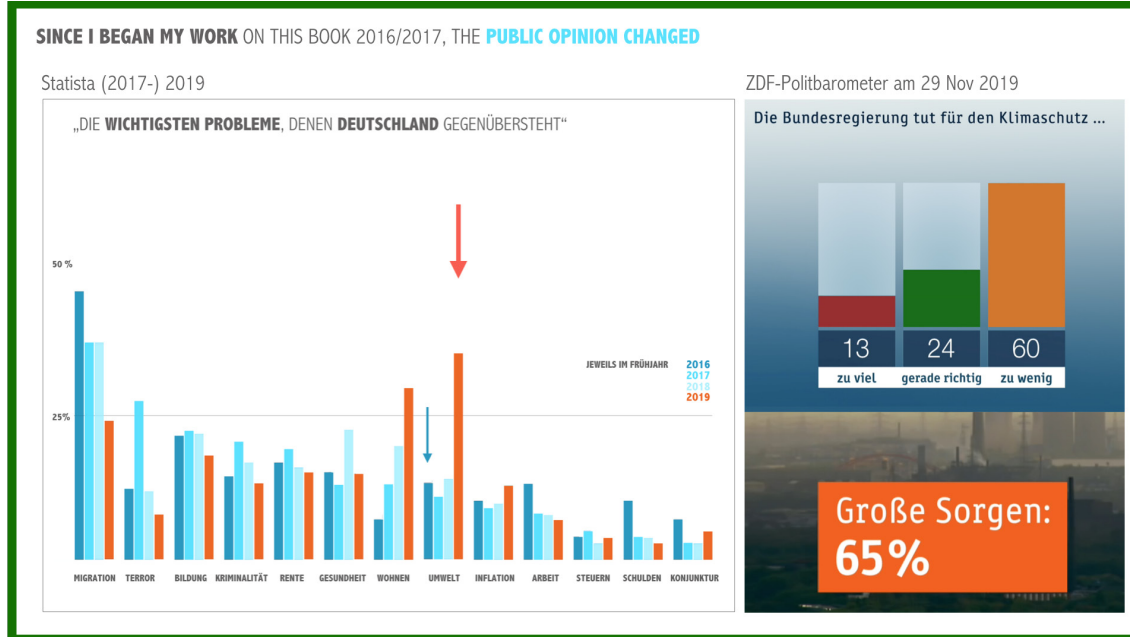 SINCE I BEGAN MY WORK ON THIS BOOK 2016/2017, THE PUBLIC OPINION CHANGED
Statista (2017-) 2019
„DIE WICHTIGSTEN PROBLEME, DENEN DEUTSCHLAND GEGENÜBERSTEHT“
50 %
25%
JEWEILS IM FRÜHJAHR
2016
2017
2018
2019
MIGRATION TERROR BILDUNG KRIMINALITÄT RENTE GESUNDHEIT WOHNEN UMWELT INFLATION ARBEIT STEUERN SCHULDEN KONJUNKTUR
ZDF-Politbarometer am 29 Nov 2019
Die Bundesregierung tut für den Klimaschutz ...
13 24 60
zu viel gerade richtig zu wenig
Große Sorgen:
65%